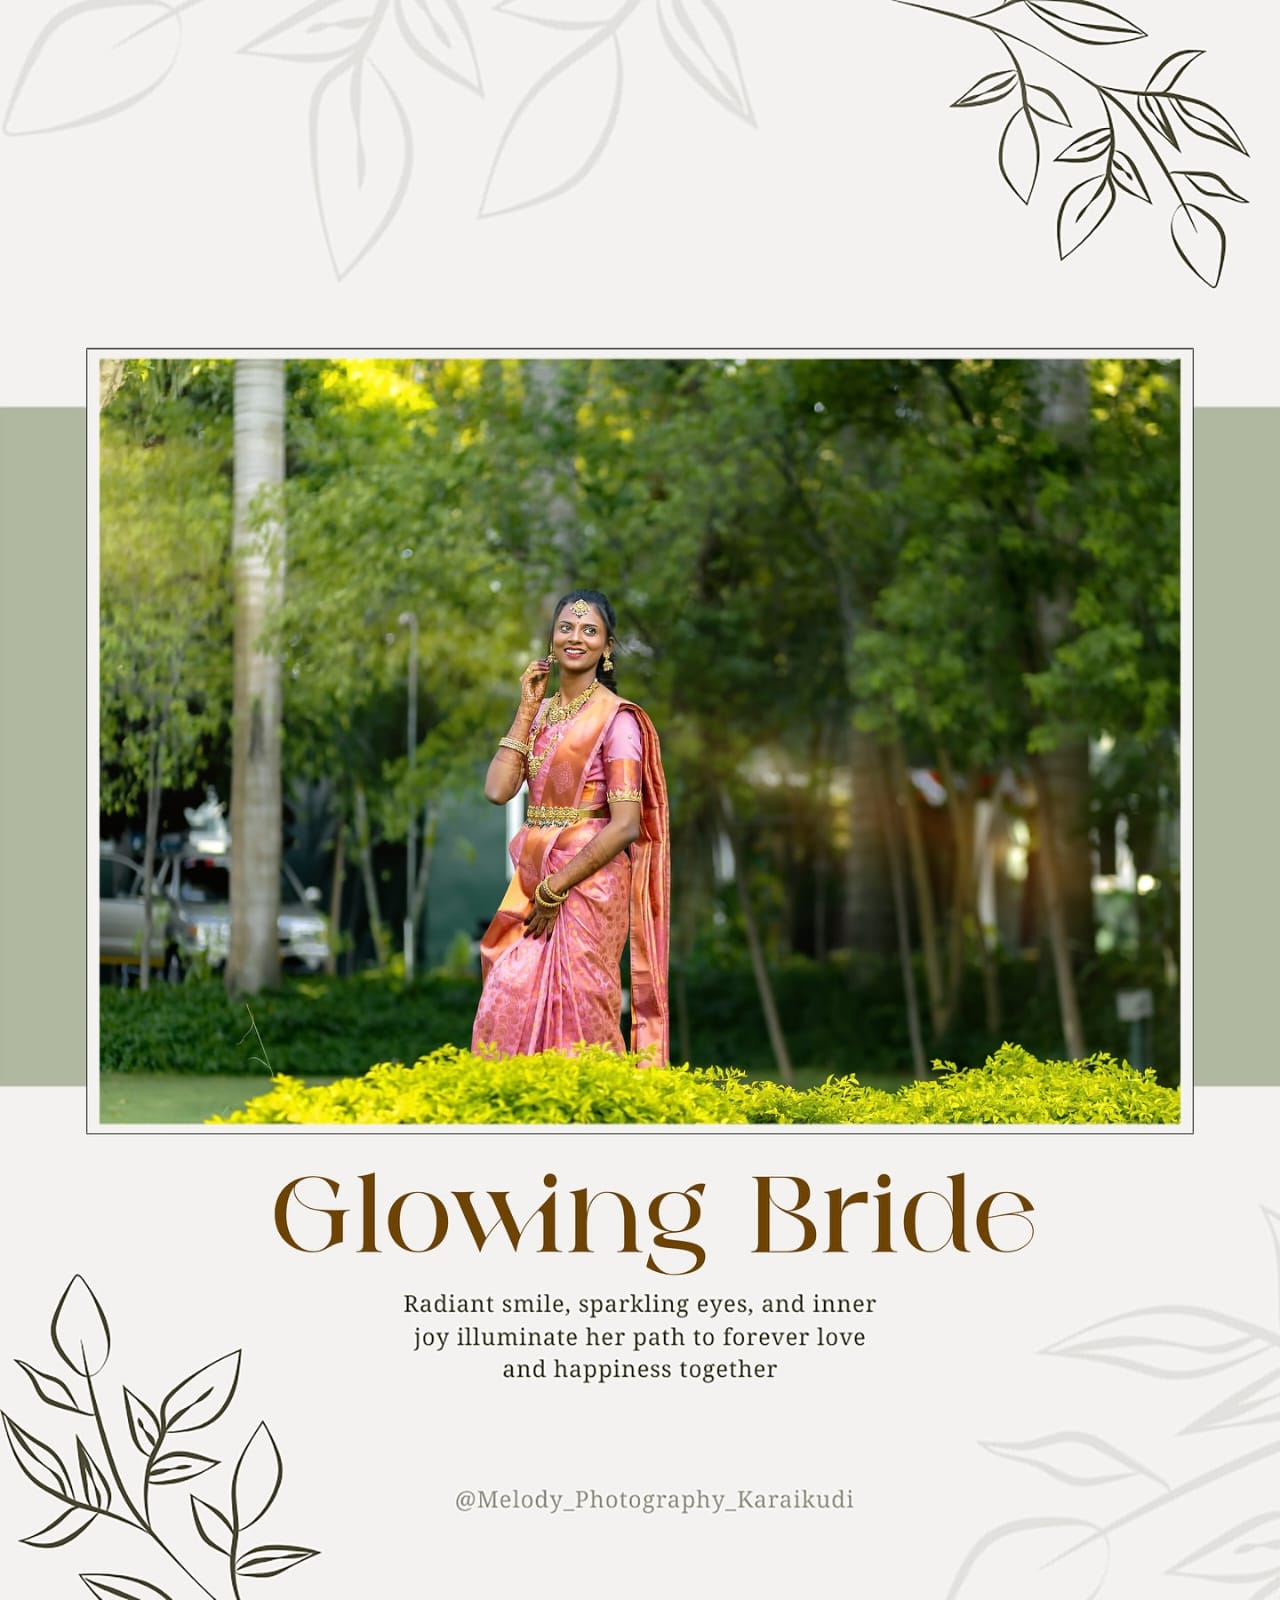 Glowing Bride
Radiant smile, sparkling eyes, and inner
joy illuminate her path to forever love
and happiness together
@Melody_Photography_Karaikudi